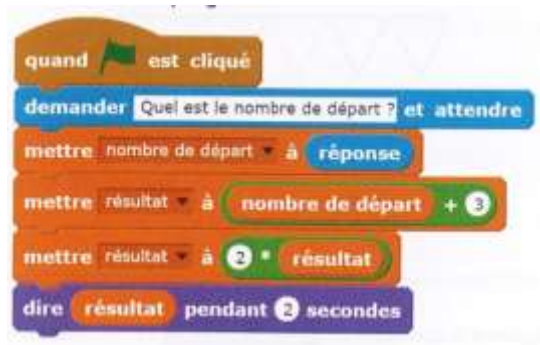 quand est cliqué
demander Quel est le nombre de départ ? et attendre
mettre nombre de départ à réponse
mettre résultat à nombre de départ + 3
mettre résultat à 2 * résultat
dire résultat pendant 2 secondes